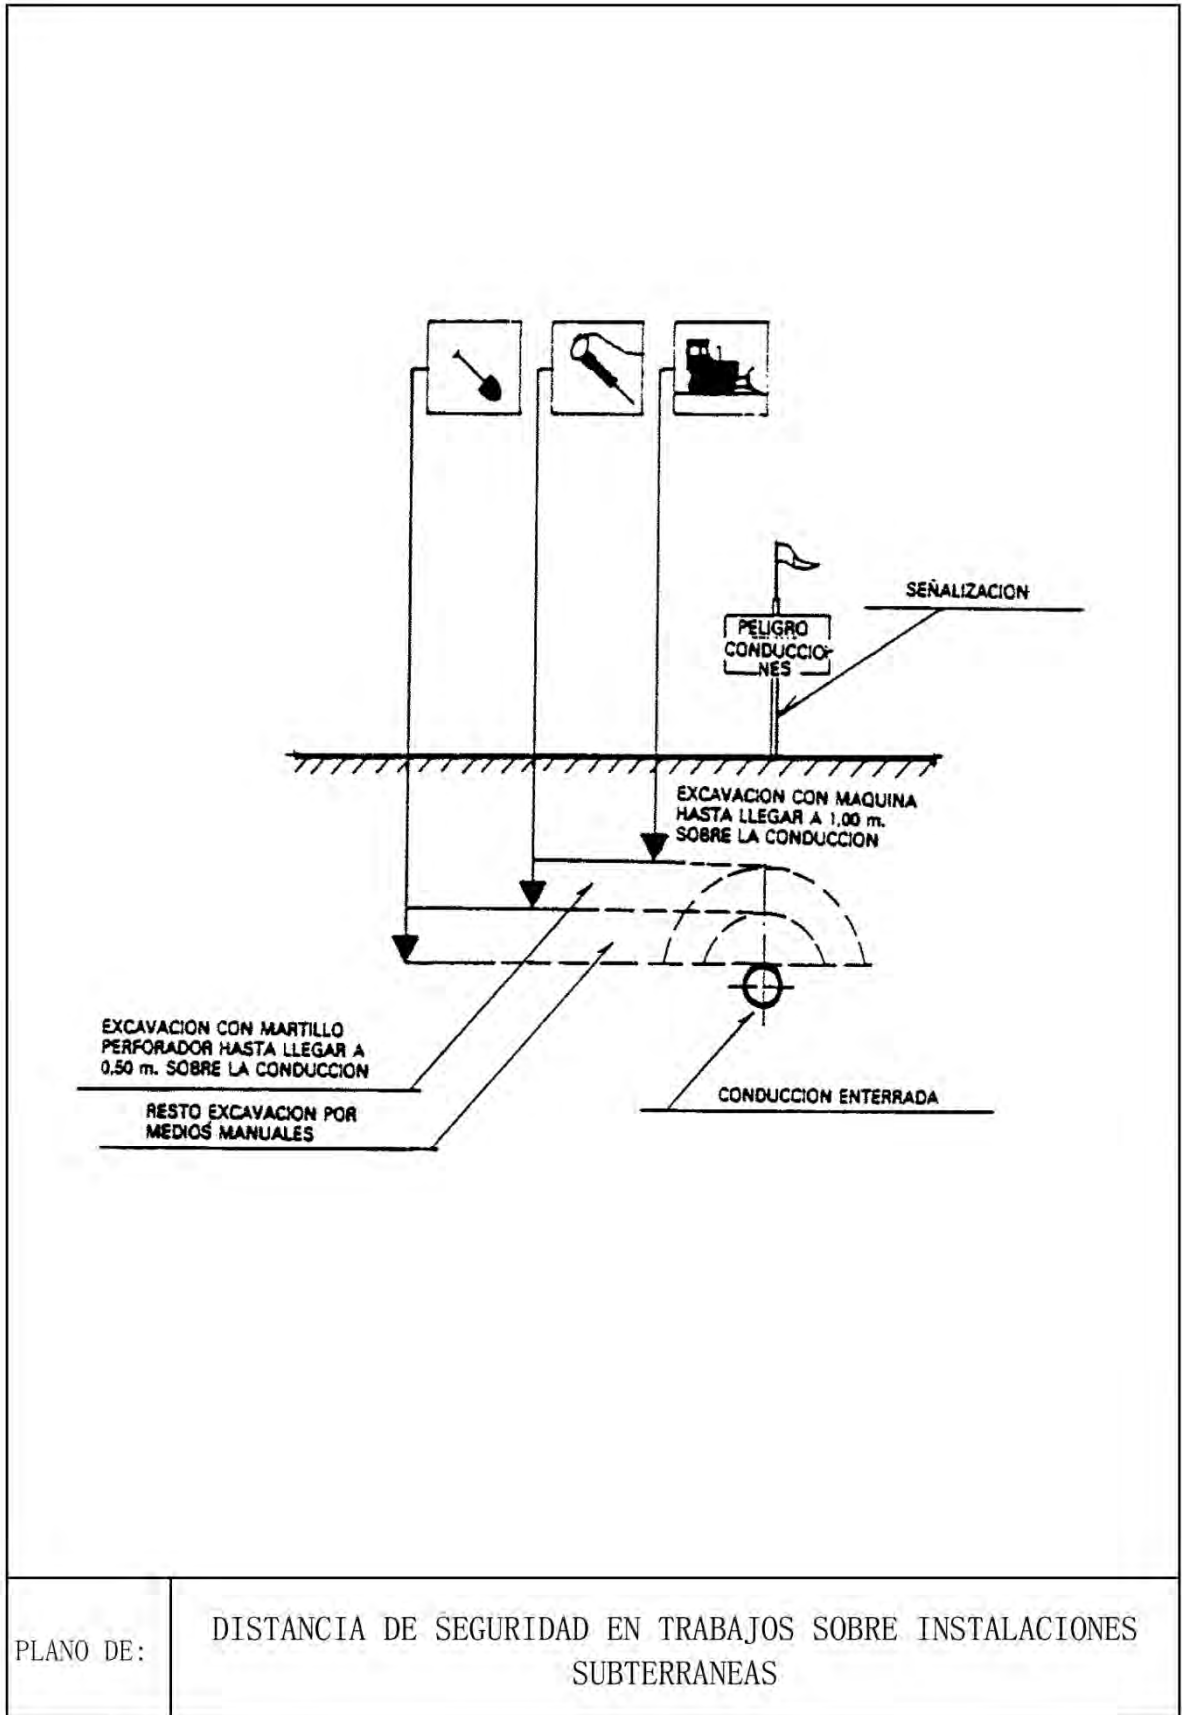 SEÑALIZACION
PELIGRO
CONDUCCIO-
NES
EXCAVACION CON MAQUINA
HASTA LLEGAR A 1,00 m.
SOBRE LA CONDUCCION
EXCAVACION CON MARTILLO
PERFORADOR HASTA LLEGAR A
0,50 m. SOBRE LA CONDUCCION
RESTO EXCAVACION POR
MEDIOS MANUALES
CONDUCCION ENTERRADA
PLANO DE:
DISTANCIA DE SEGURIDAD EN TRABAJOS SOBRE INSTALACIONES
SUBTERRANEAS